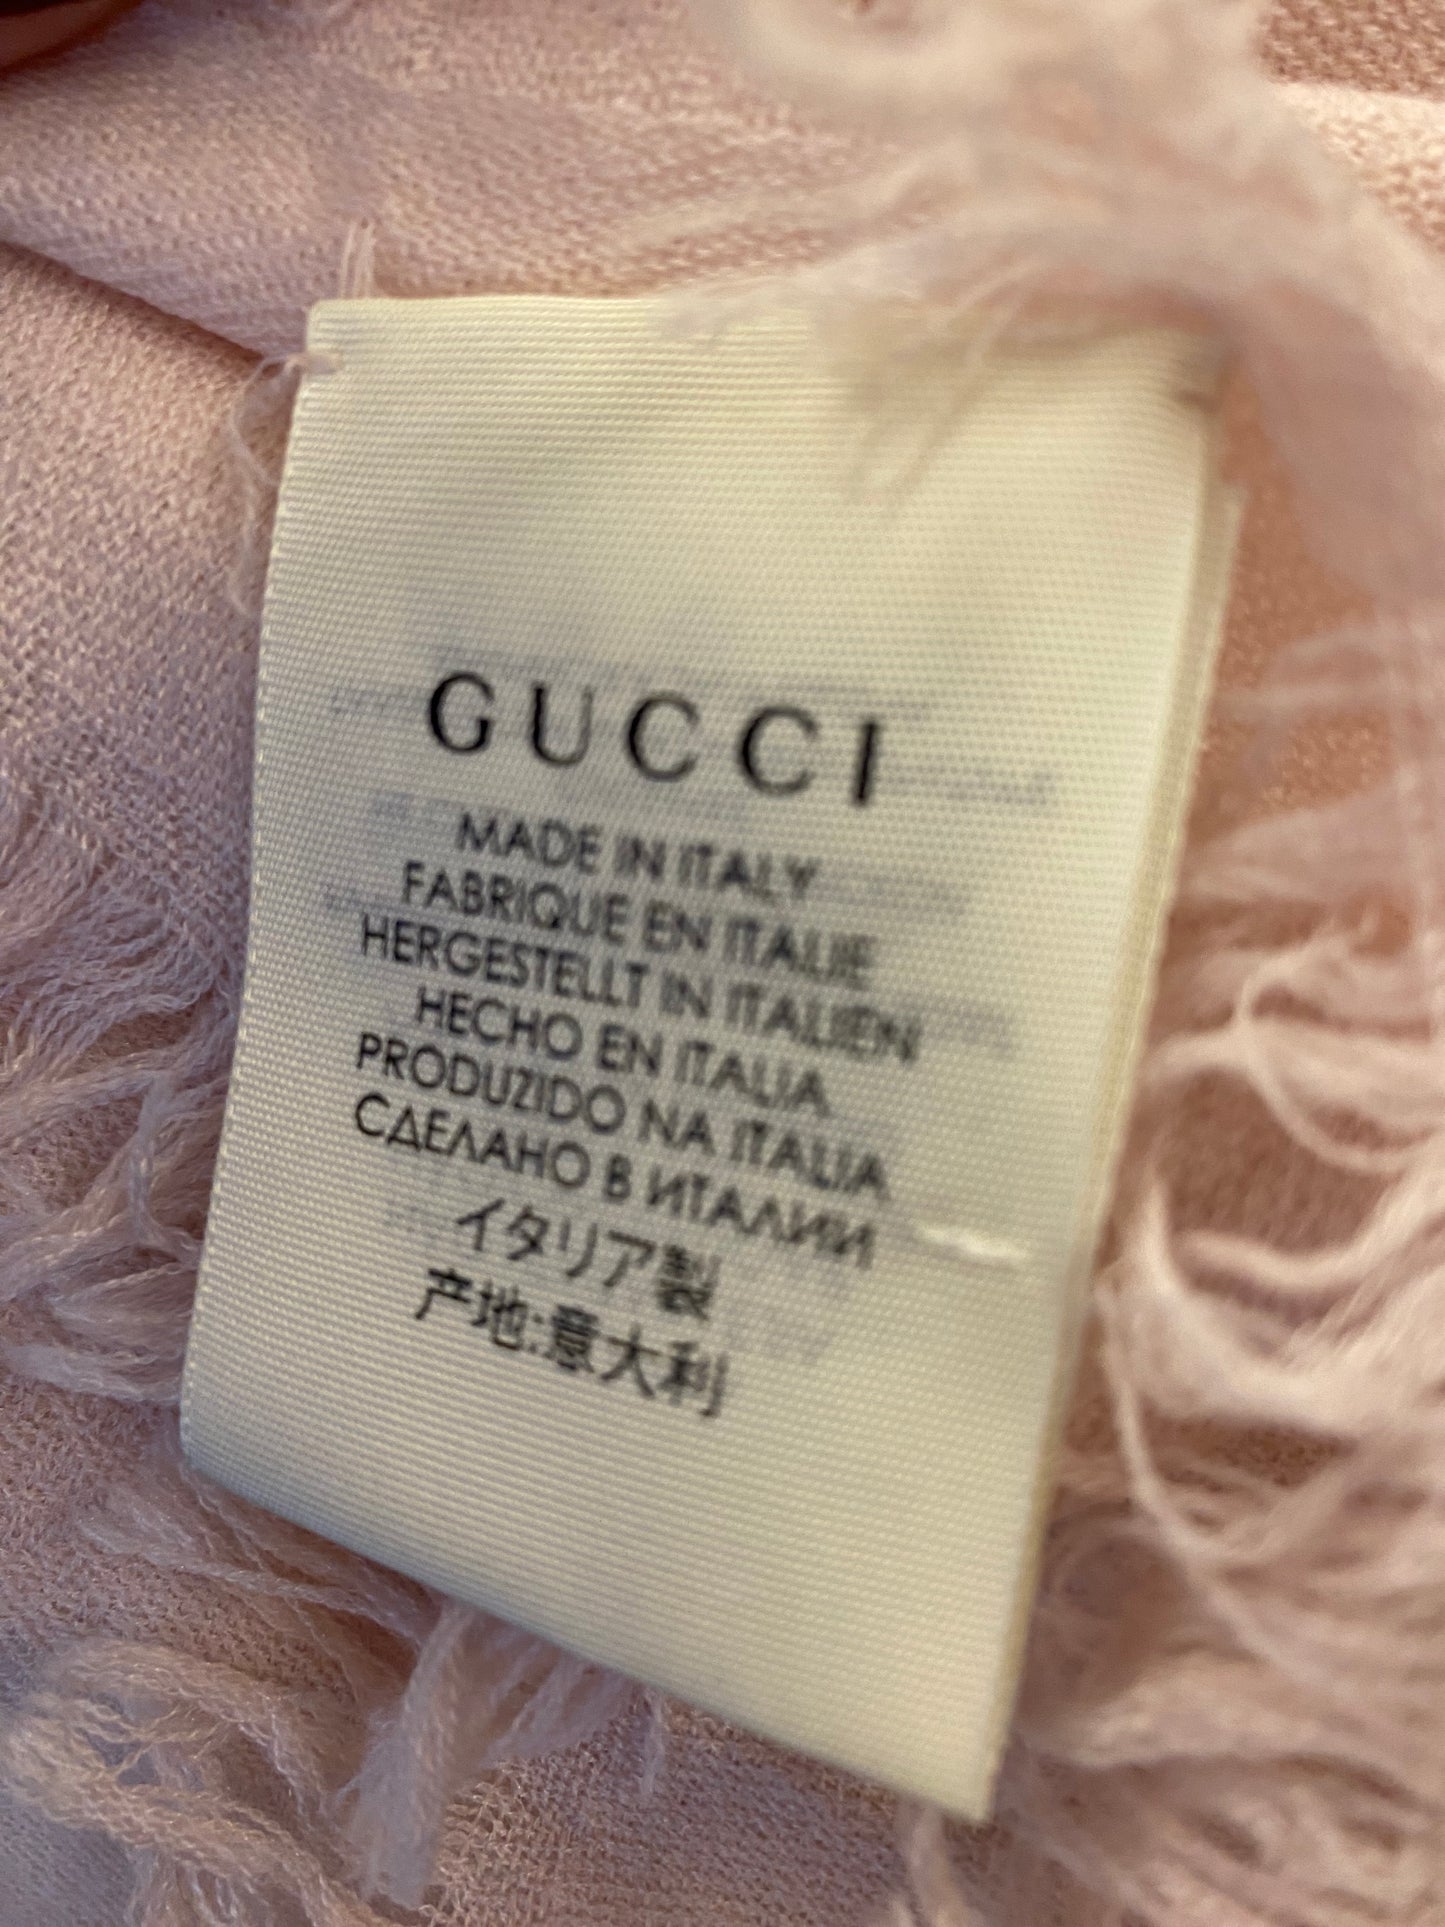 GUCCI
MADE IN ITALY
FABRIQUE EN ITALIE
HERGESTELLT IN ITALIEN
HECHO EN ITALIA
PRODUZIDO NA ITALIA
СДЕЛАНО В ИТАЛИИ
イタリア製
产地:意大利